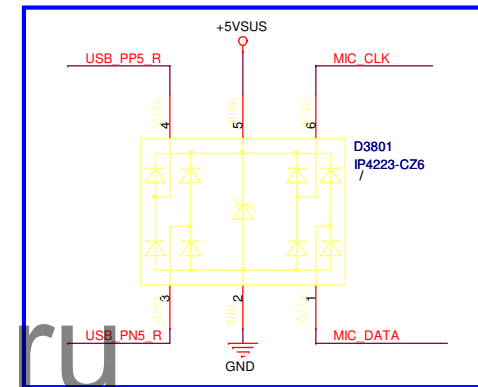 +5VSUS
USB_PP5_R
MIC_CLK
4
5
6
D3801
IP4223-CZ6
/
3
2
1
USB_PN5_R
MIC_DATA
GND
ru